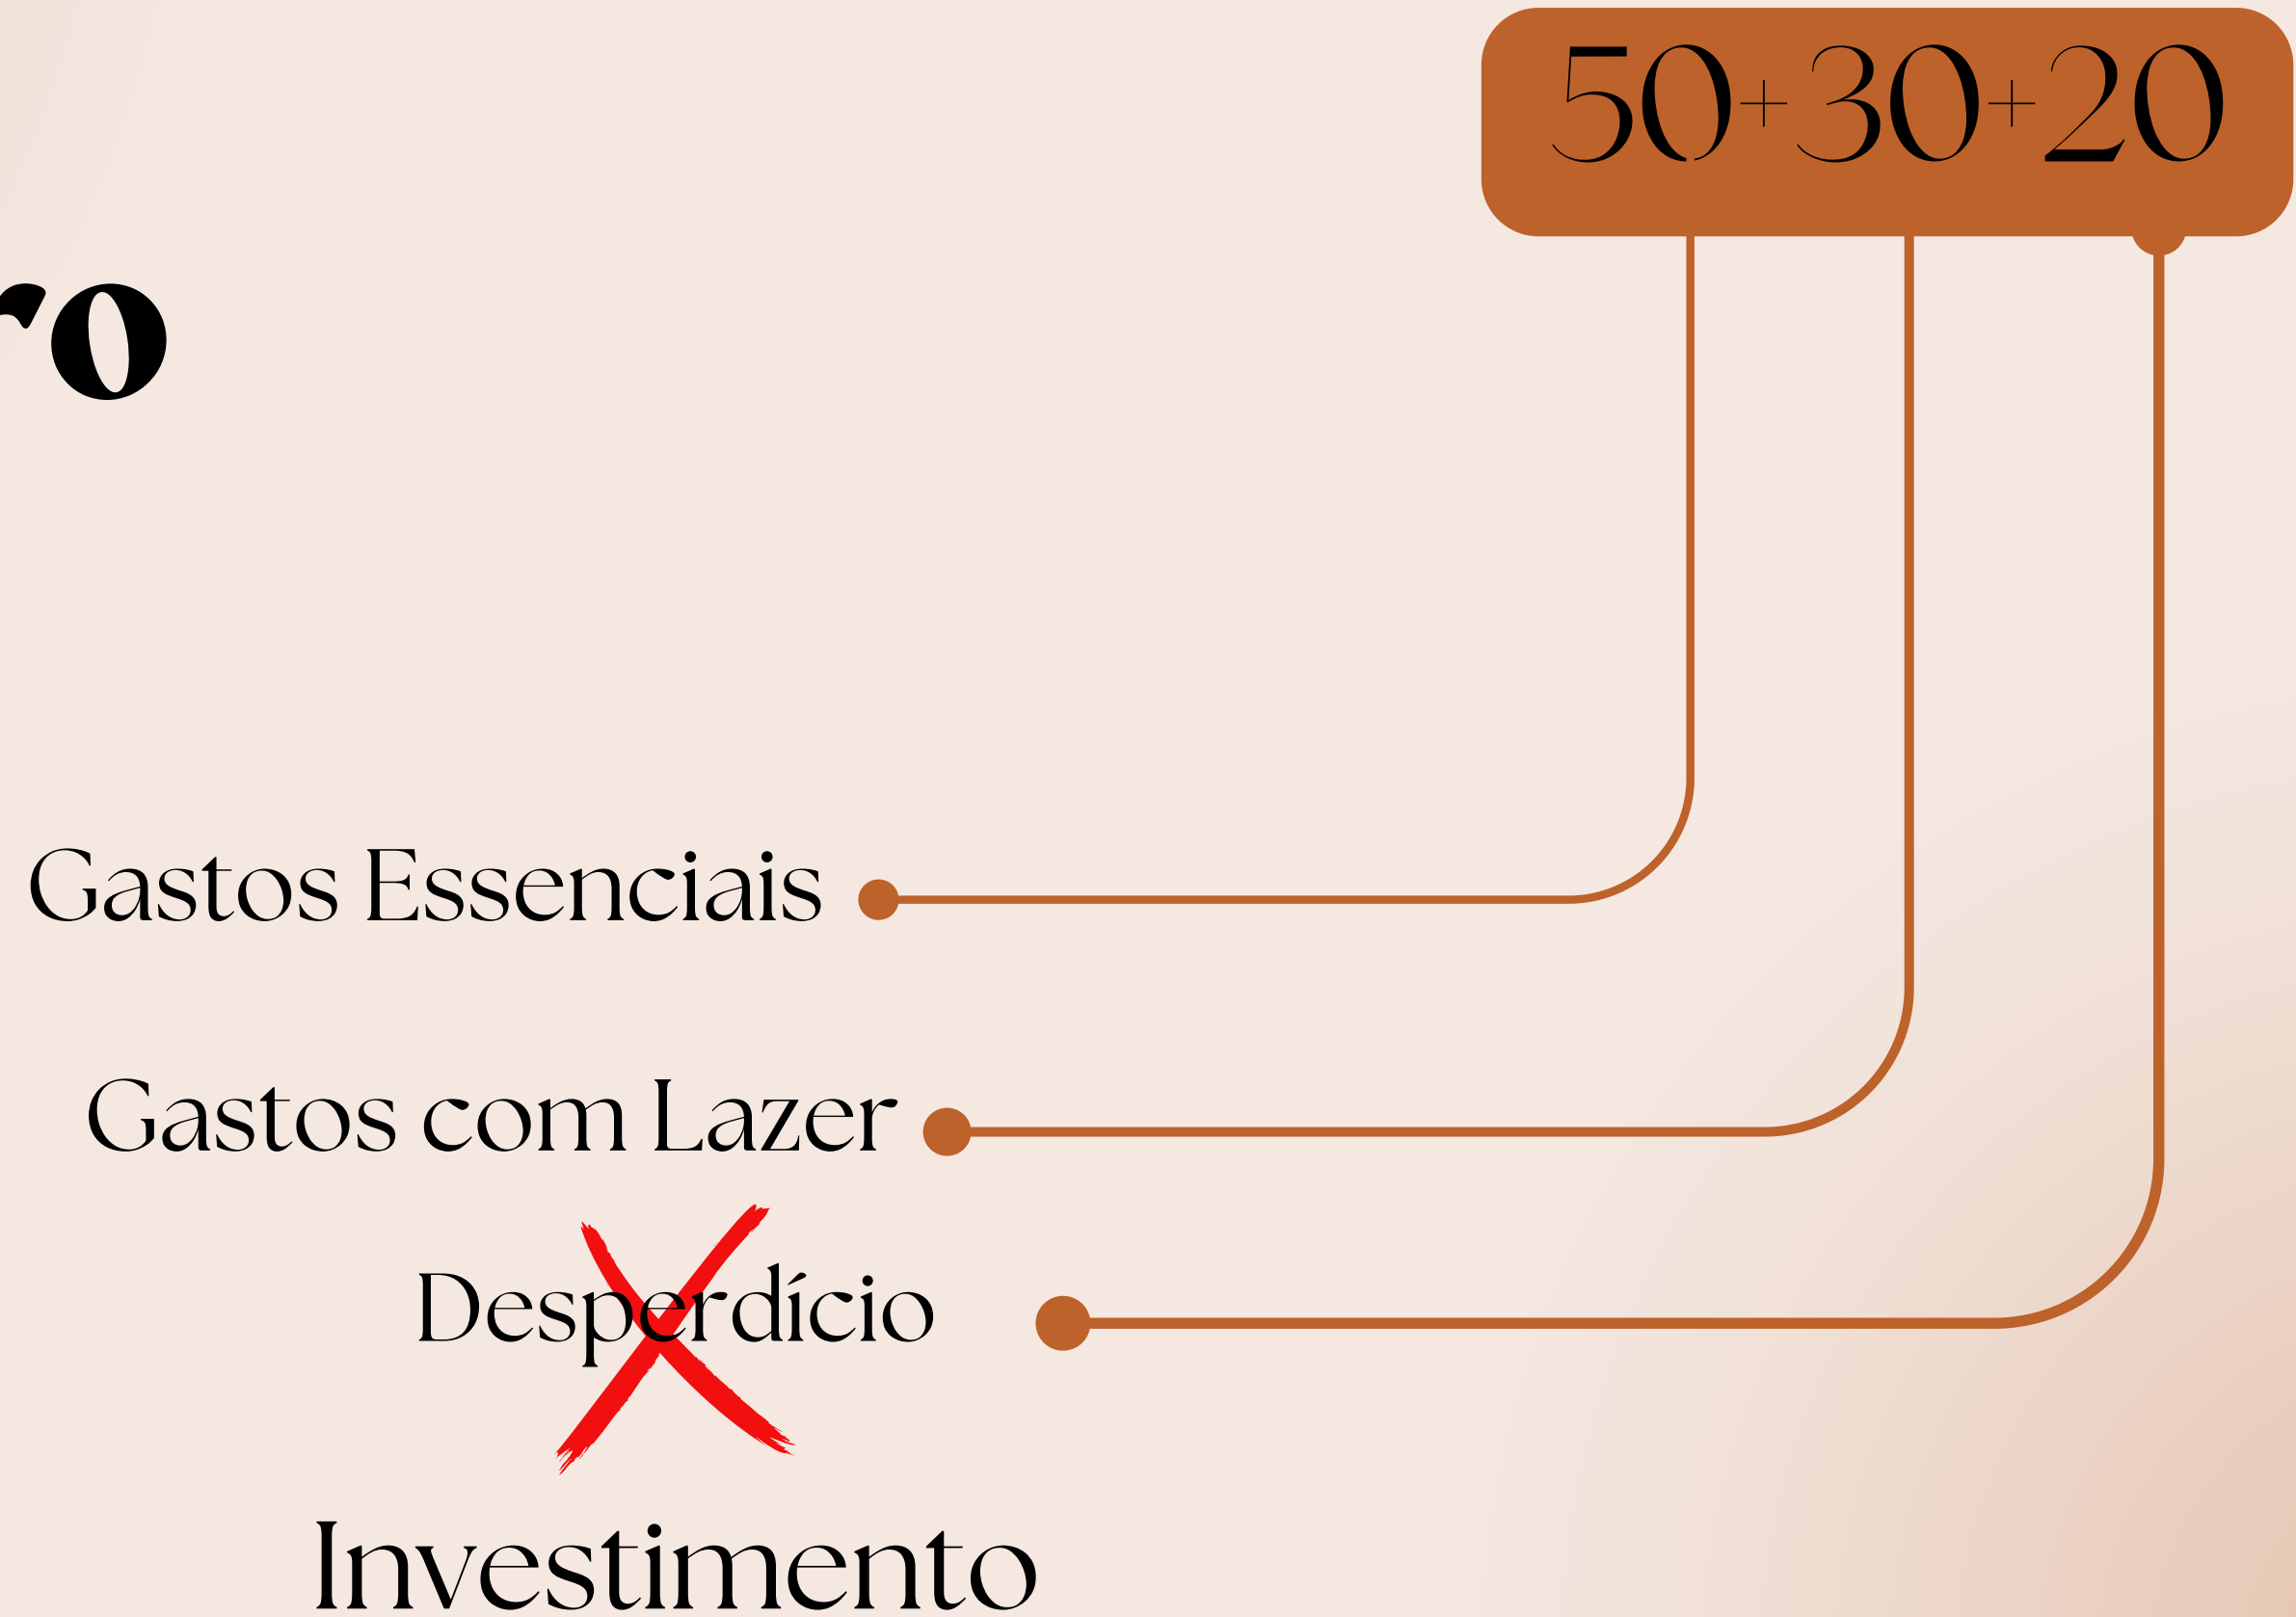 50+30+20
ro
Gastos Essenciais
Gastos com Lazer
Desperdício
Investimento